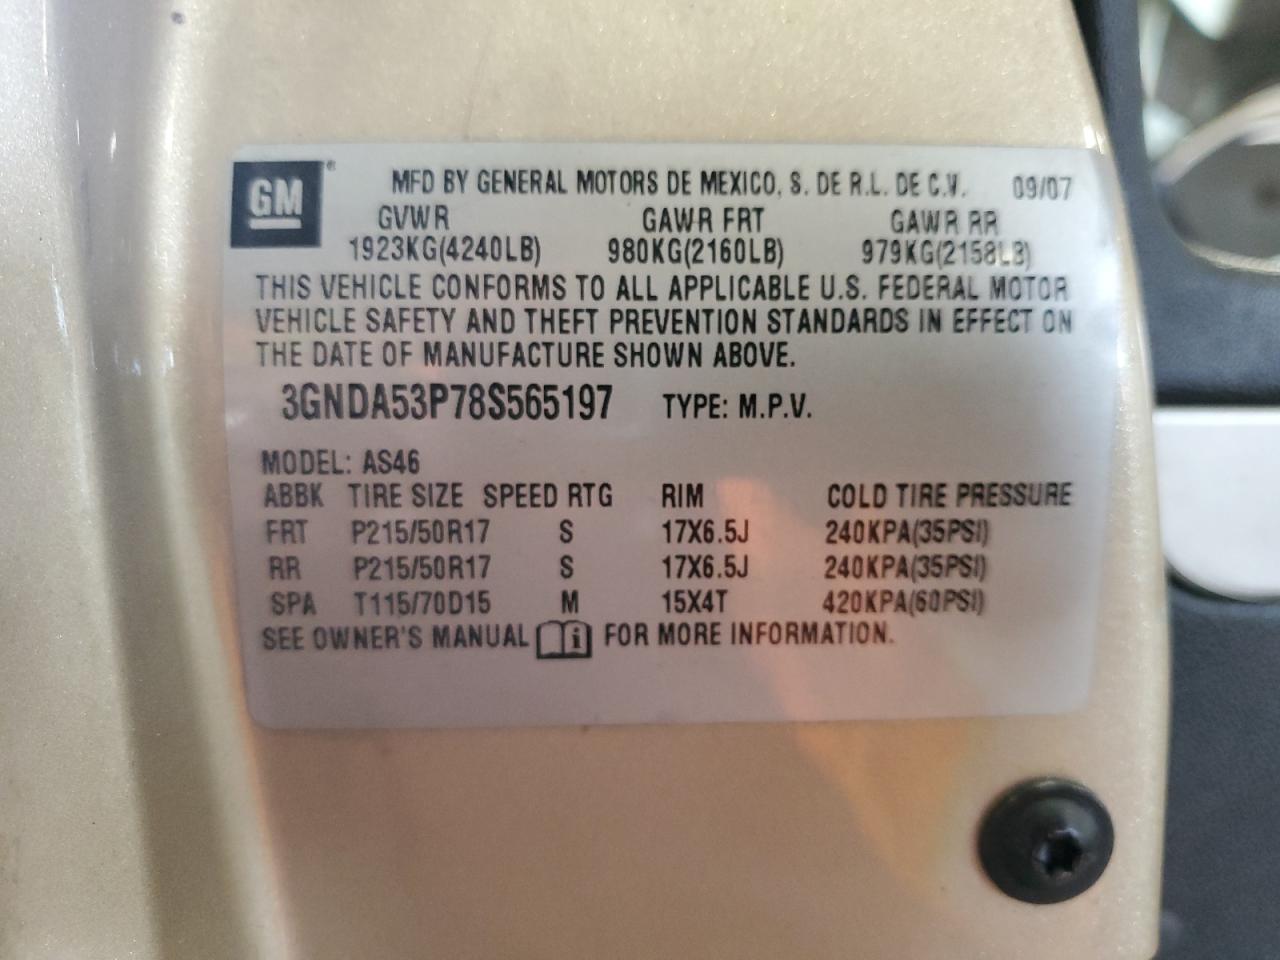 GM®
MFD BY GENERAL MOTORS DE MEXICO, S. DE R.L. DE C.V. 09/07
GVWR GAWR FRT GAWR RR
1923KG(4240LB) 980KG(2160LB) 979KG(2158LB)
THIS VEHICLE CONFORMS TO ALL APPLICABLE U.S. FEDERAL MOTOR
VEHICLE SAFETY AND THEFT PREVENTION STANDARDS IN EFFECT ON
THE DATE OF MANUFACTURE SHOWN ABOVE.
3GNDA53P78S565197 TYPE: M.P.V.
MODEL: AS46
ABBK TIRE SIZE SPEED RTG RIM COLD TIRE PRESSURE
FRT P215/50R17 S 17X6.5J 240KPA(35PSI)
RR P215/50R17 S 17X6.5J 240KPA(35PSI)
SPA T115/70D15 M 15X4T 420KPA(60PSI)
SEE OWNER'S MANUAL i FOR MORE INFORMATION.